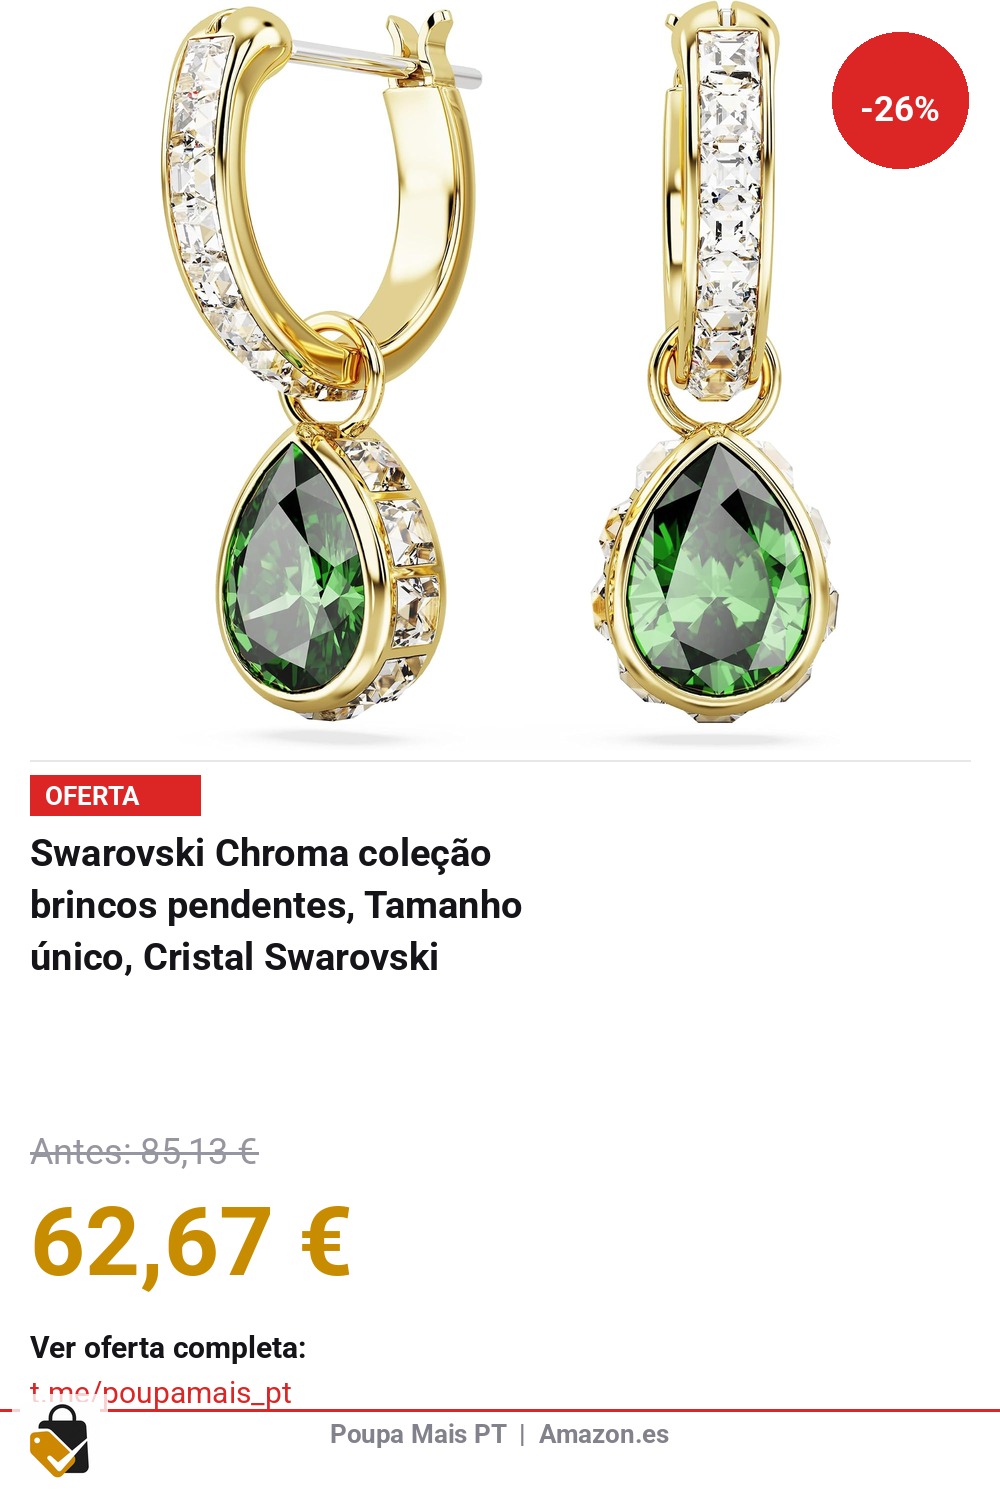 -26%
OFERTA
Swarovski Chroma coleção
brincos pendentes, Tamanho
único, Cristal Swarovski
Antes: 85,13 €
62,67 €
Ver oferta completa:
t.me/poupamais_pt
Poupa Mais PT | Amazon.es